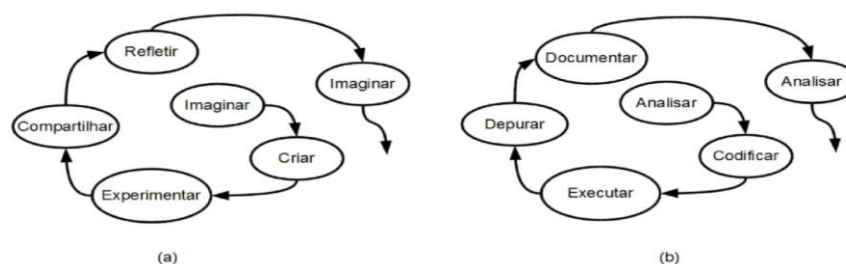 Refletir
Imaginar
Imaginar
Compartilhar
Criar
Experimentar
(a)
Documentar
Analisar
Analisar
Depurar
Codificar
Executar
(b)